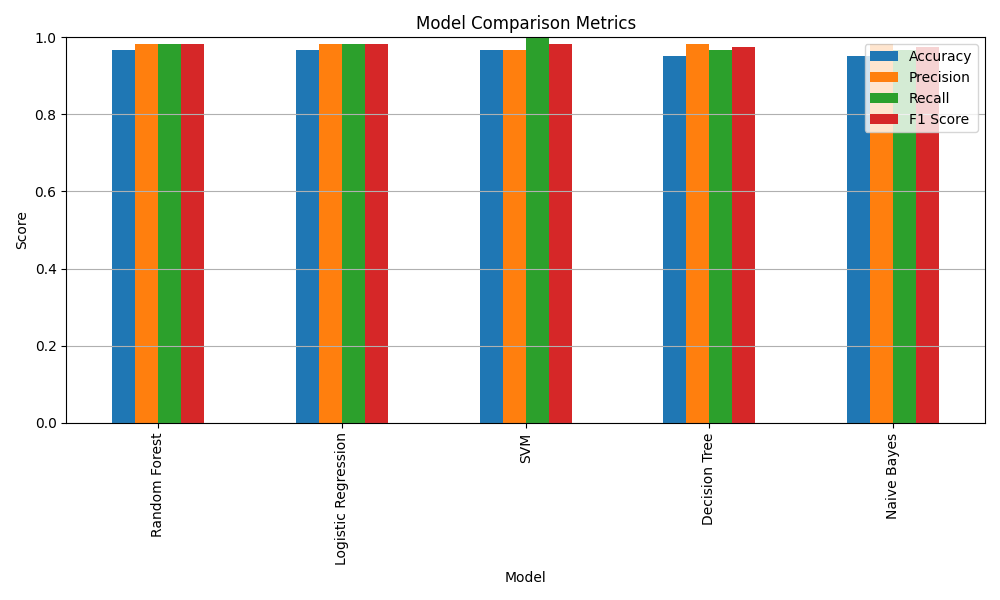 Model Comparison Metrics
1.0
0.8
0.6
0.4
0.2
0.0
Score
Accuracy
Precision
Recall
F1 Score
Random Forest
Logistic Regression
SVM
Decision Tree
Naive Bayes
Model